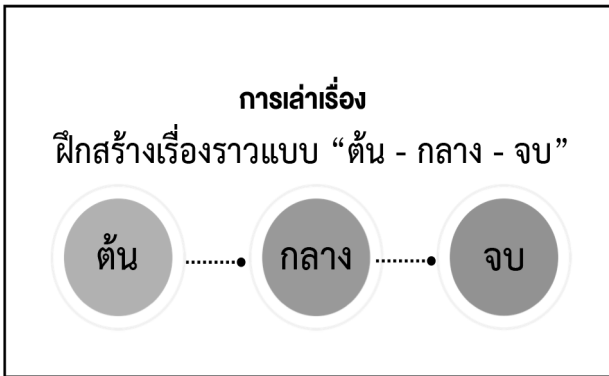 การเล่าเรื่อง
ฝึกสร้างเรื่องราวแบบ “ต้น - กลาง - จบ”
ต้น กลาง จบ